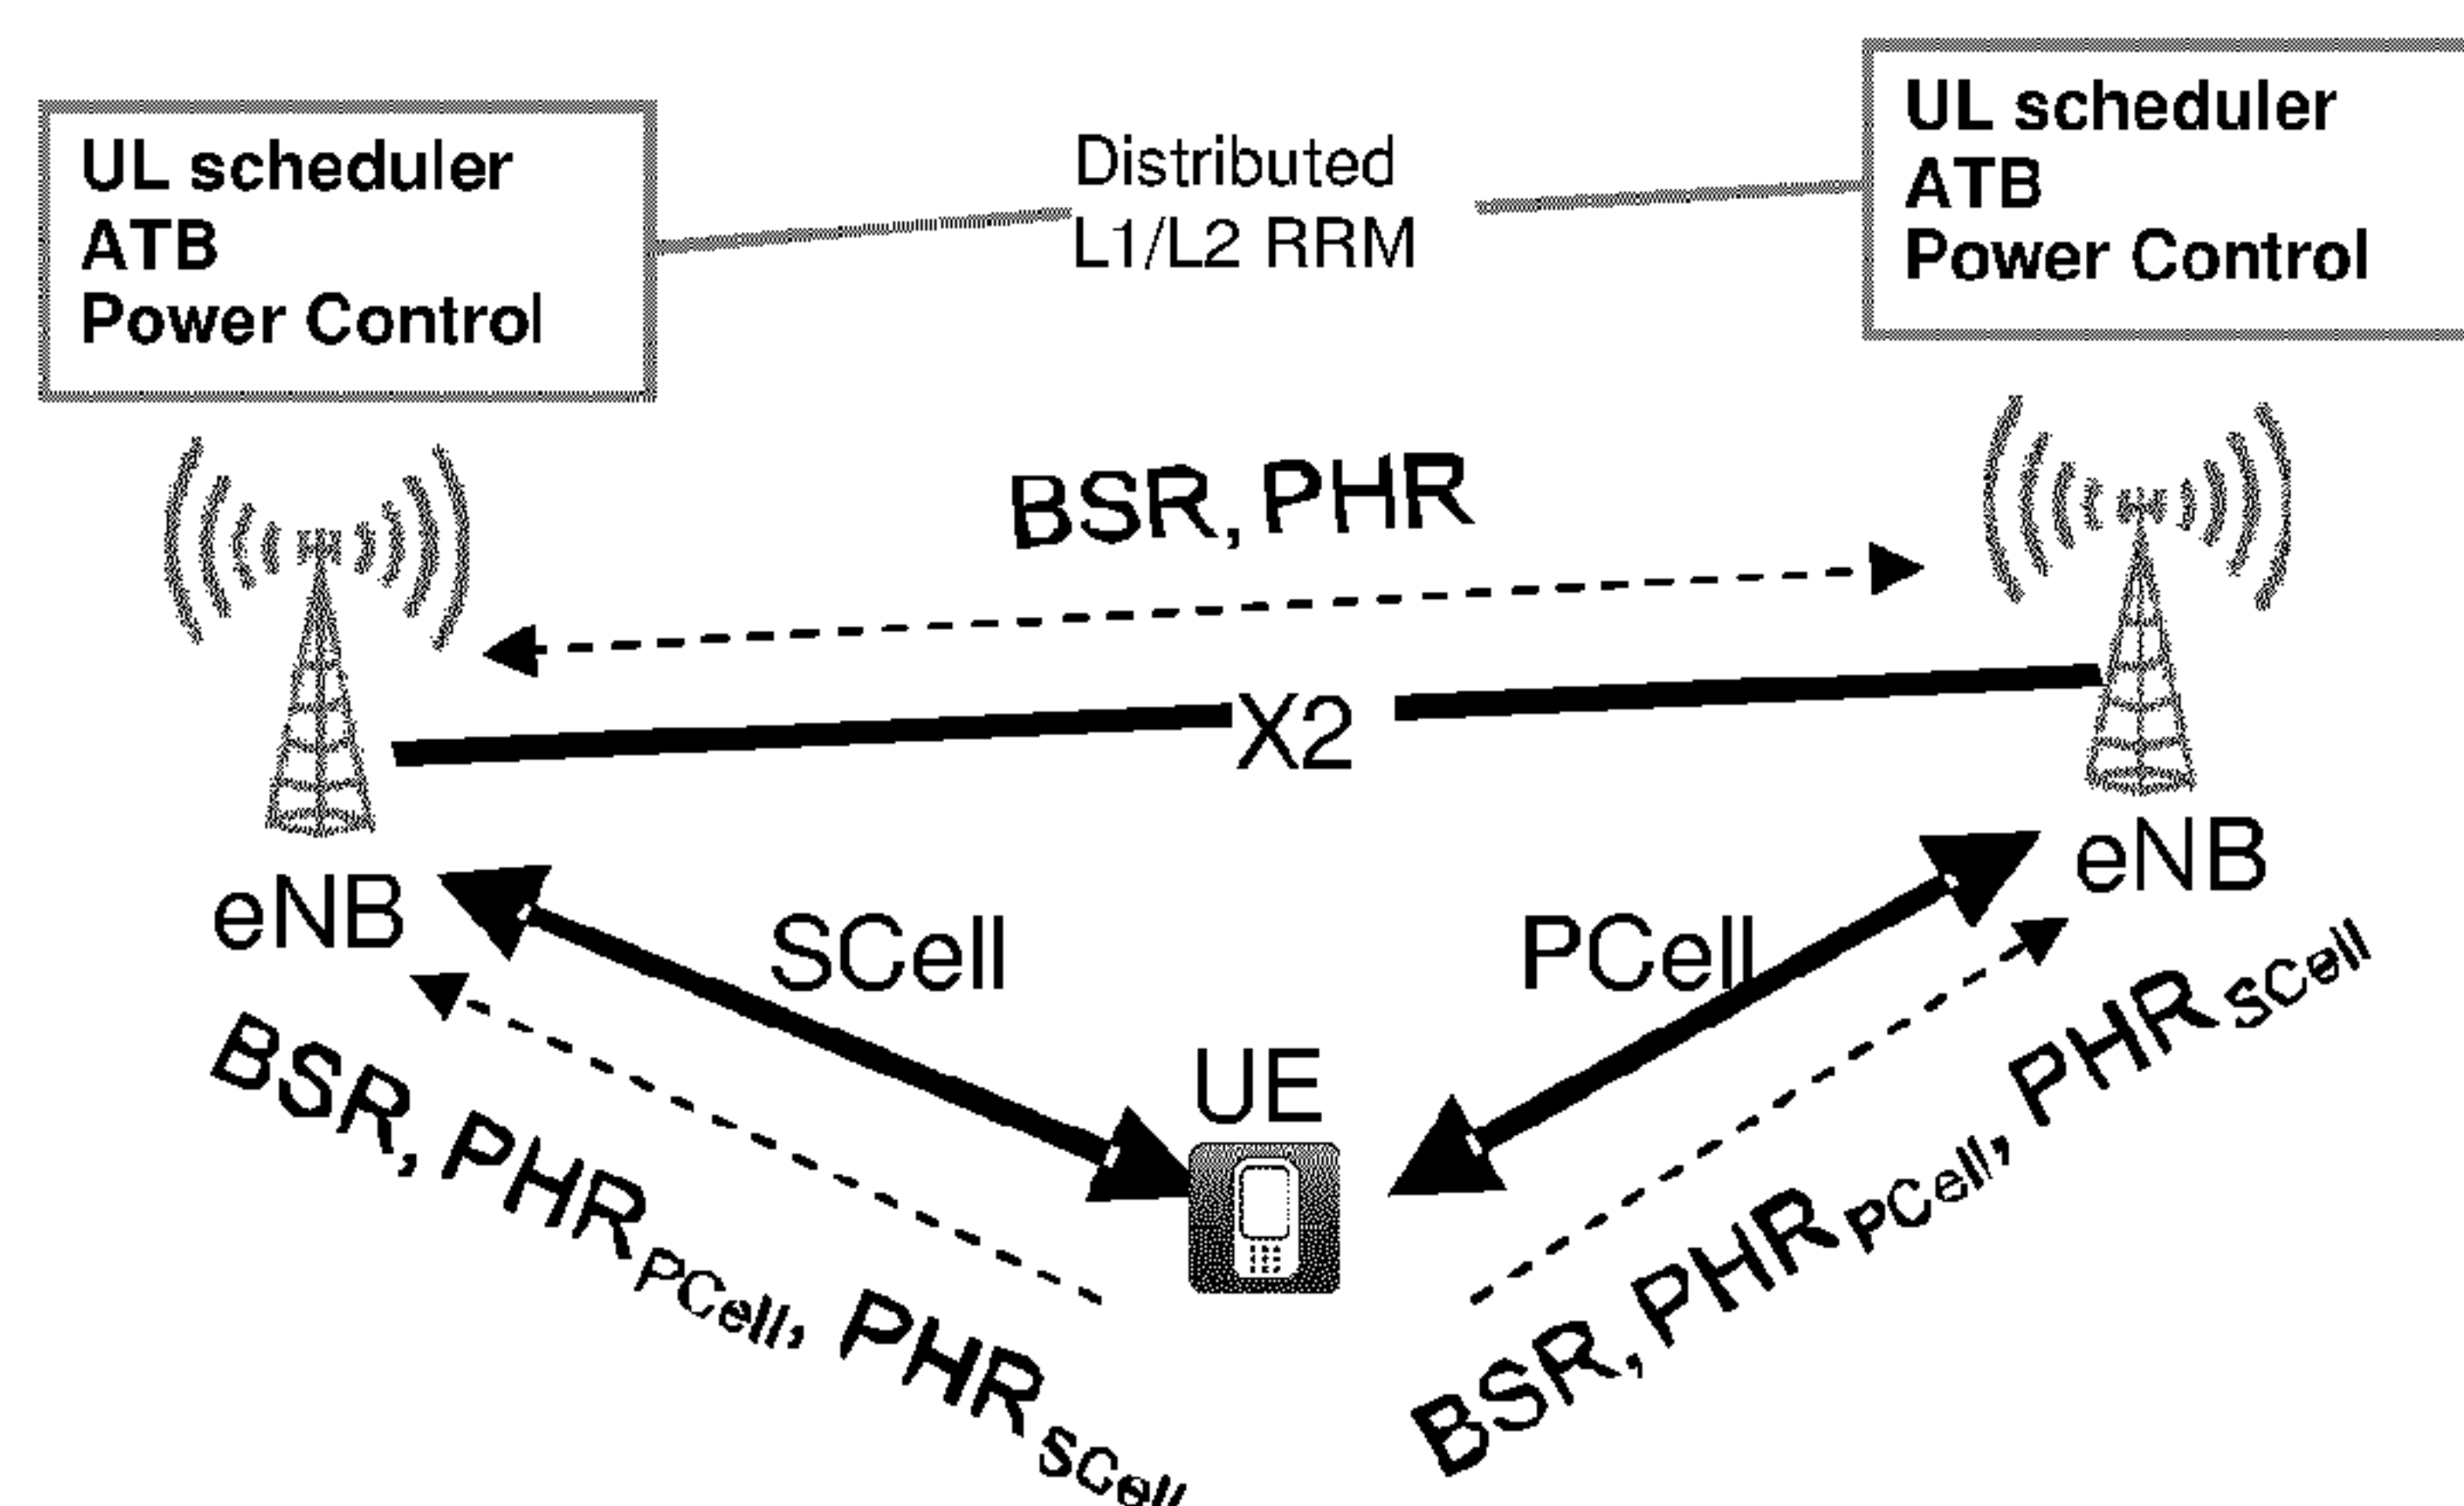 UL scheduler
ATB
Power Control
Distributed
L1/L2 RRM
UL scheduler
ATB
Power Control
BSR, PHR
X2
eNB
eNB
SCell
PCell
UE
BSR, PHR PCell, PHR SCell
BSR, PHR PCell, PHR SCell